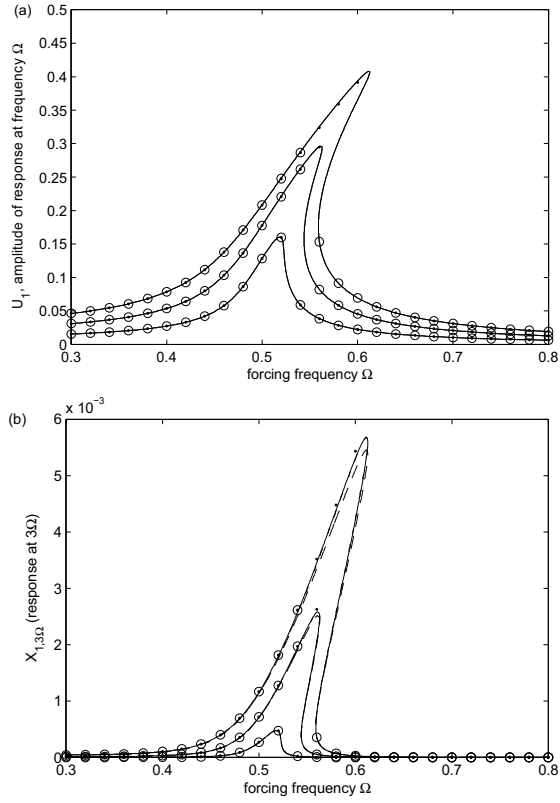 (a)
0.5
0.45
0.4
0.35
0.3
0.25
0.2
0.15
0.1
0.05
0
U1, amplitude of response at frequency Ω
0.3 0.4 0.5 0.6 0.7 0.8
forcing frequency Ω
(b)
x 10⁻³
6
5
4
3
2
1
0
X1,3Ω (response at 3Ω)
0.3 0.4 0.5 0.6 0.7 0.8
forcing frequency Ω